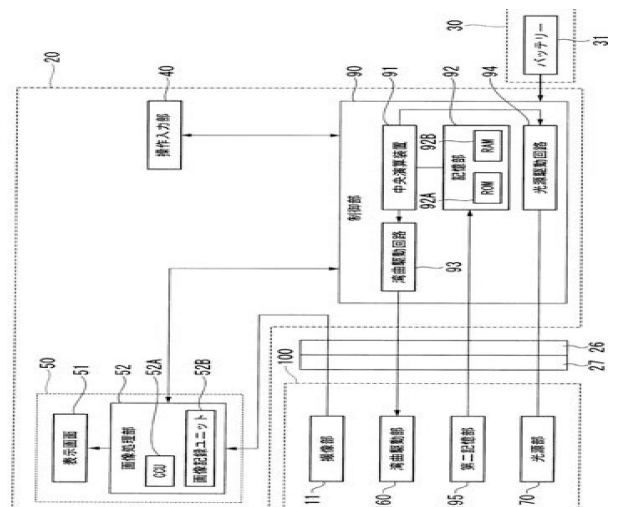 20
50
表示画面
51
画像処理部
52
CCU
52A
画像記録ユニット
52B
操作入力部
40
100
11
撮像部
60
湾曲駆動部
95
第二記憶部
70
光源部
27
26
制御部
90
湾曲駆動回路
93
中央演算装置
91
記憶部
92
92A
ROM
92B
RAM
光源駆動回路
94
30
バッテリー
31